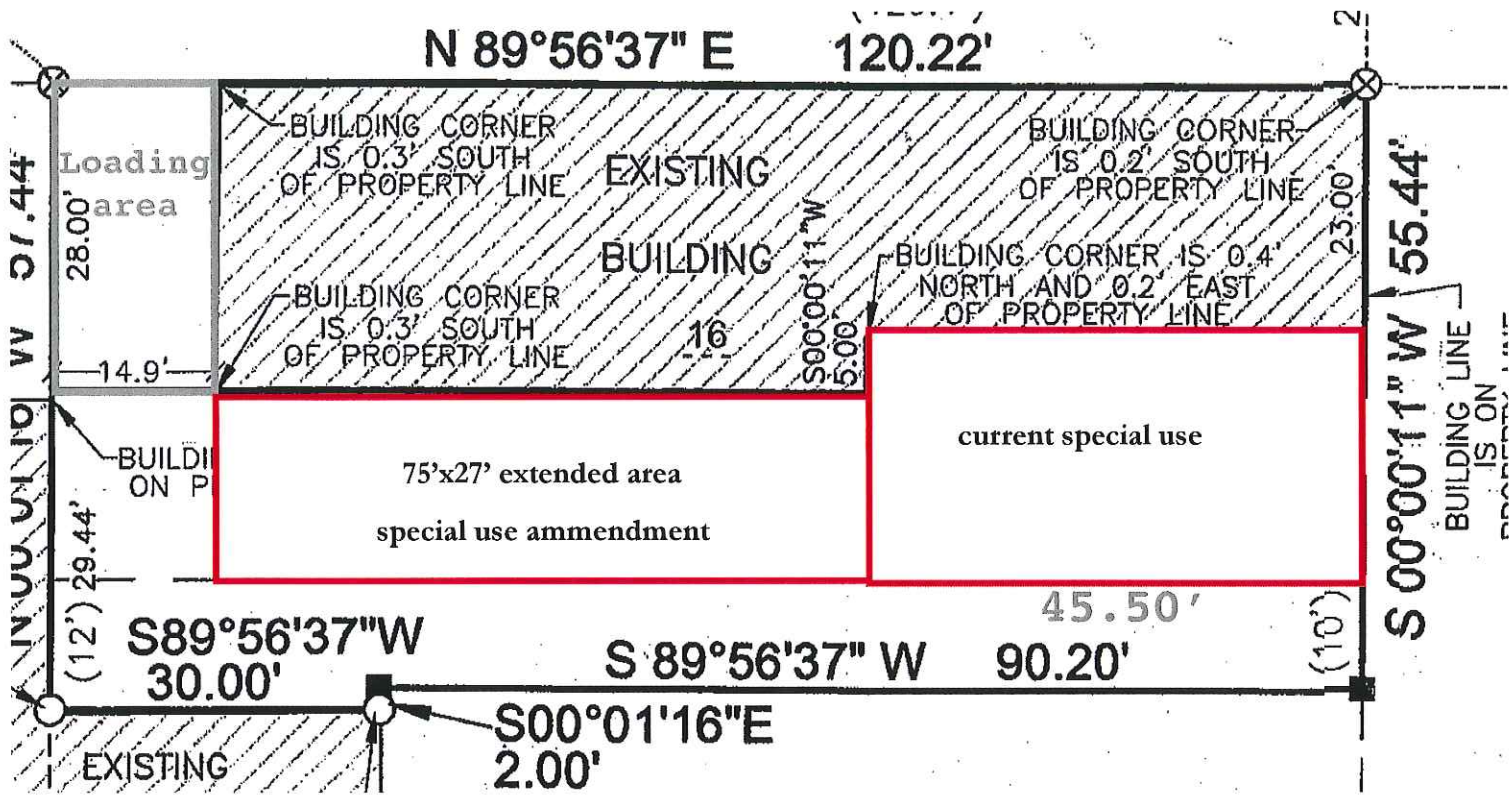 N 89°56'37" E 120.22'
BUILDING CORNER
IS 0.3' SOUTH
OF PROPERTY LINE
EXISTING
BUILDING
16
BUILDING CORNER
IS 0.2' SOUTH
OF PROPERTY LINE
23.00'
Loading
area
28.00'
14.9'
BUILDING CORNER
IS 0.3' SOUTH
OF PROPERTY LINE
S00°00'11"W
5.00'
BUILDING CORNER IS 0.4'
NORTH AND 0.2' EAST
OF PROPERTY LINE
S 00°00'11" W 55.44'
BUILDING LINE
IS ON
ON P
75'x27' extended area
special use ammendment
current special use
(12') 29.44'
45.50'
(10')
S89°56'37"W
30.00'
S 89°56'37" W 90.20'
S00°01'16"E
2.00'
EXISTING